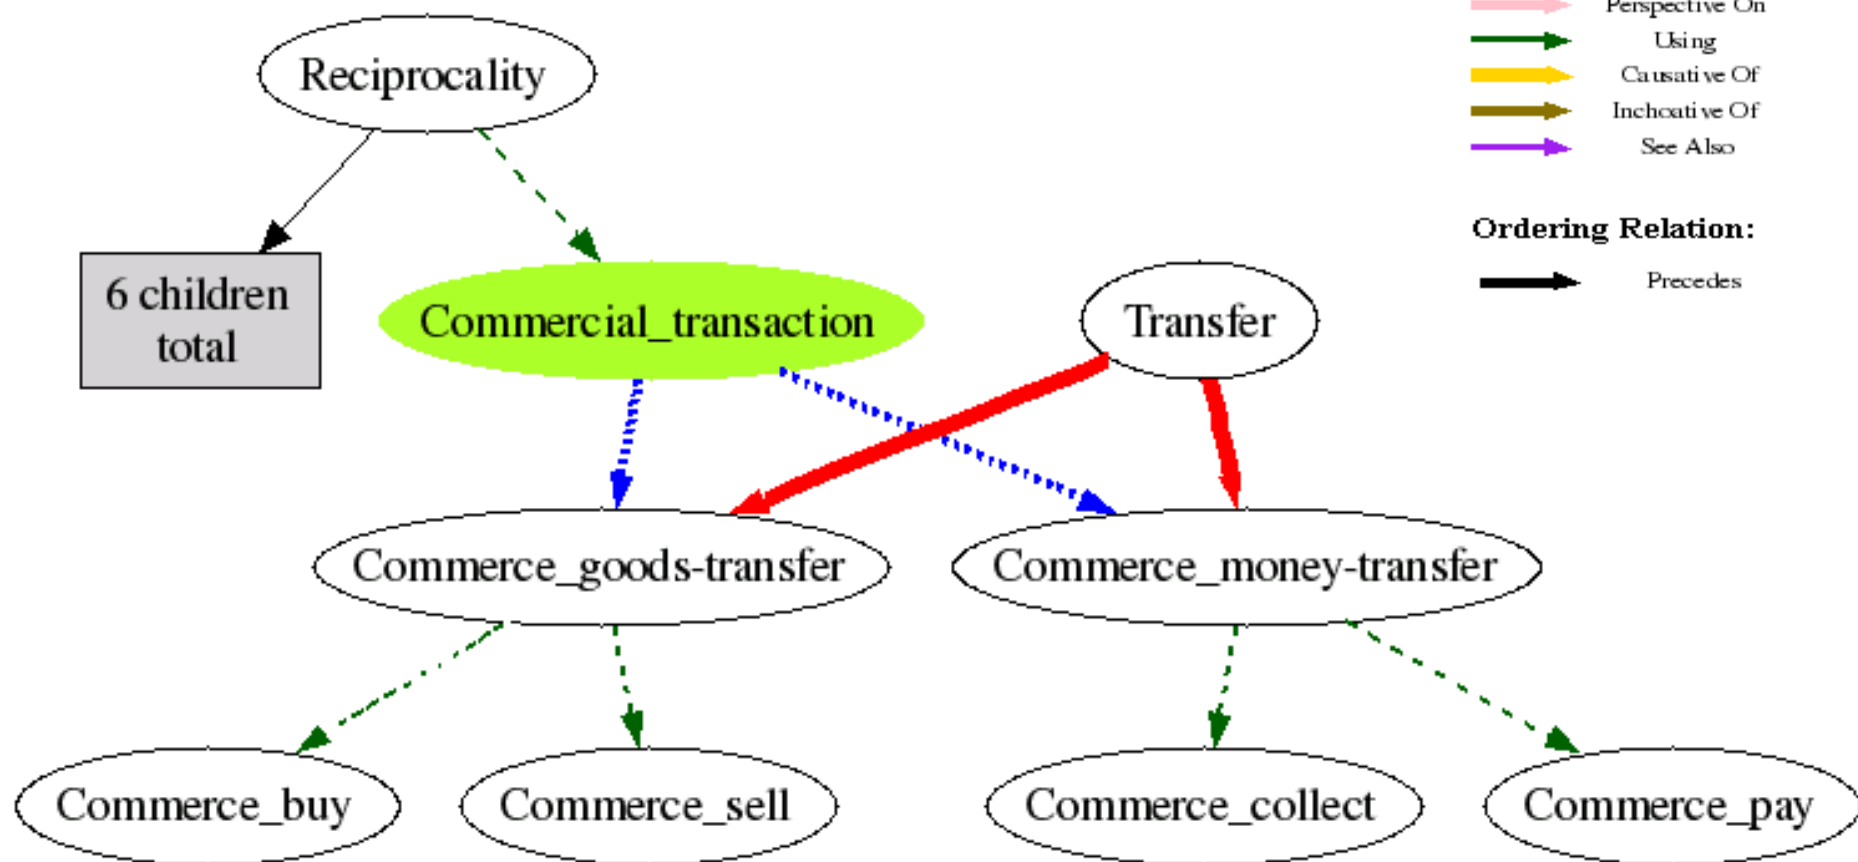 Perspective On
Reciprocality
Using
Causative Of
Inchoative Of
See Also
Ordering Relation:
6 children
total
Commercial_transaction
Transfer
Precedes
Commerce_goods-transfer
Commerce_money-transfer
Commerce_buy
Commerce_sell
Commerce_collect
Commerce_pay